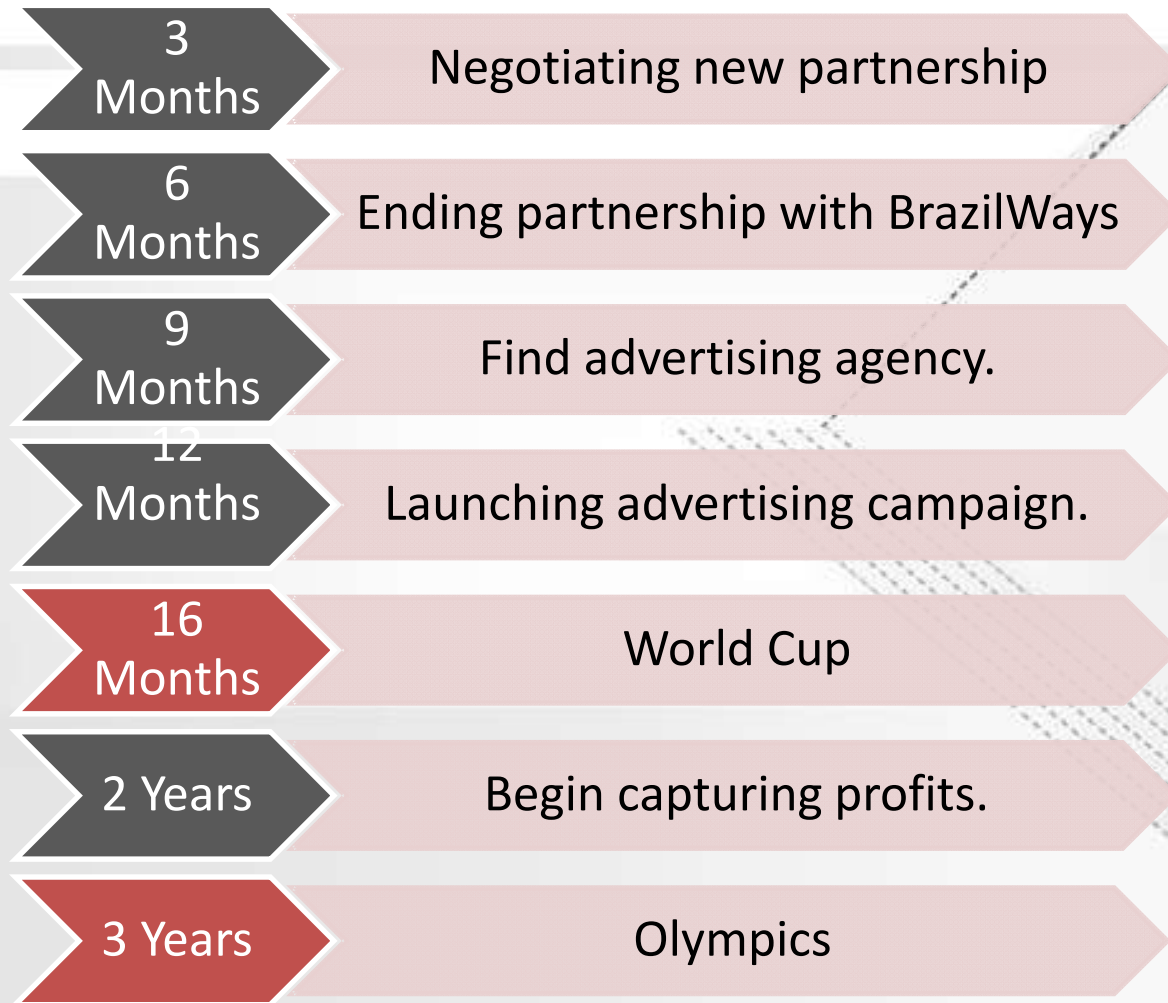 3
Months
Negotiating new partnership
6
Months
Ending partnership with BrazilWays
9
Months
Find advertising agency.
12
Months
Launching advertising campaign.
16
Months
World Cup
2 Years
Begin capturing profits.
3 Years
Olympics